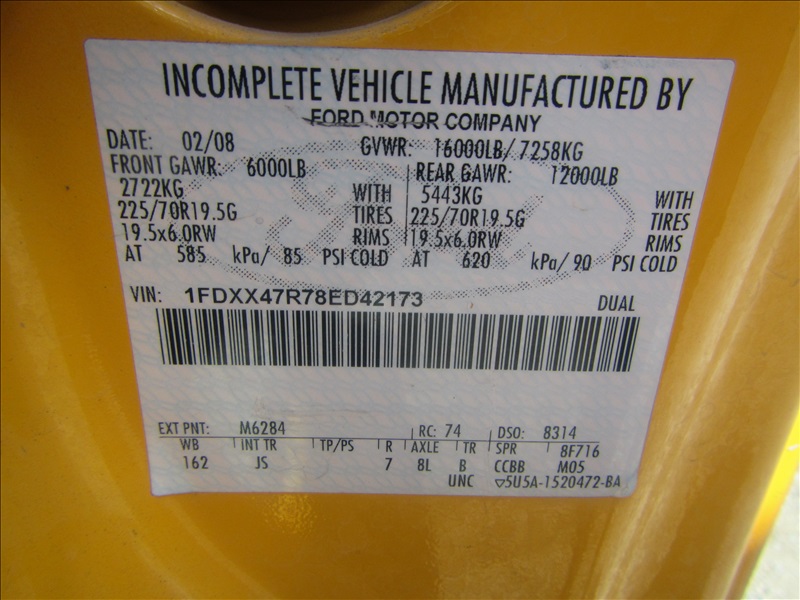 INCOMPLETE VEHICLE MANUFACTURED BY
FORD MOTOR COMPANY
DATE: 02/08 GVWR: 16000LB/ 7258KG
FRONT GAWR: 6000LB REAR GAWR: 12000LB
2722KG WITH 5443KG WITH
225/70R19.5G TIRES 225/70R19.5G TIRES
19.5x6.0RW RIMS 19.5x6.0RW RIMS
AT 585 kPa/ 85 PSI COLD AT 620 kPa/ 90 PSI COLD
VIN: 1FDXX47R78ED42173 DUAL
EXT PNT: M6284 RC: 74 DSO: 8314
WB INT TR TP/PS R AXLE TR SPR 8F716
162 JS 7 8L B CCBB M05
UNC 5U5A-1520472-BA